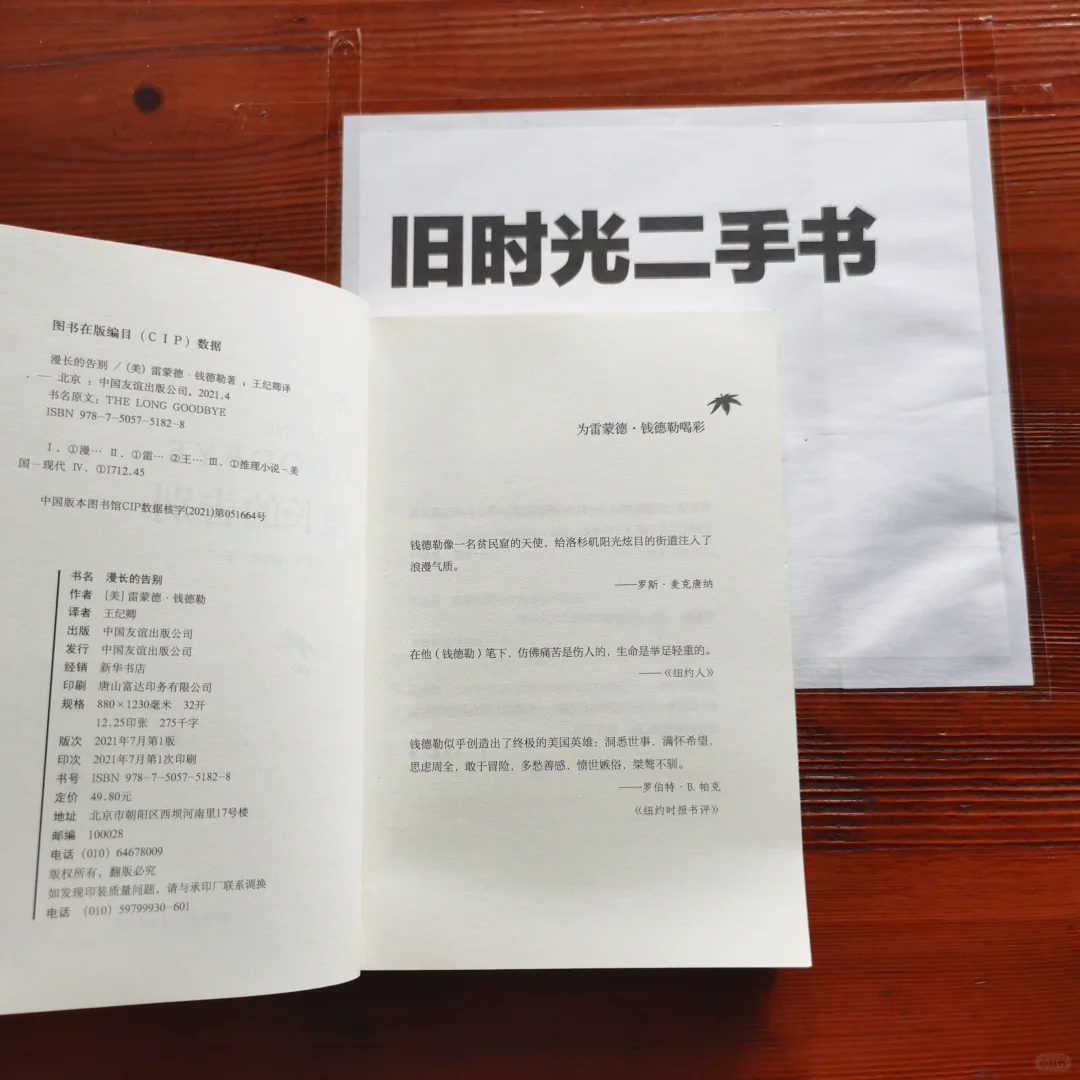 旧时光二手书
图书在版编目（CIP）数据
漫长的告别 /（美）雷蒙德·钱德勒著；王纪卿译
. — 北京：中国友谊出版公司，2021.4
书名原文：THE LONG GOODBYE
ISBN 978-7-5057-5182-8
Ⅰ. ①漫… Ⅱ. ①雷… ②王… Ⅲ. ①推理小说－美
国－现代 Ⅳ. ①I712.45
中国版本图书馆CIP数据核字(2021)第051664号
书名 漫长的告别
作者 [美] 雷蒙德·钱德勒
译者 王纪卿
出版 中国友谊出版公司
发行 中国友谊出版公司
经销 新华书店
印刷 唐山富达印务有限公司
规格 880×1230毫米 32开
12.25印张 275千字
版次 2021年7月第1版
印次 2021年7月第1次印刷
书号 ISBN 978-7-5057-5182-8
定价 49.80元
地址 北京市朝阳区西坝河南里17号楼
邮编 100028
电话 (010) 64678009
版权所有，翻版必究
如发现印装质量问题，请与承印厂联系调换
电话 (010) 59799930-601
为雷蒙德·钱德勒喝彩
钱德勒像一名贫民窟的天使，给洛杉矶阳光炫目的街道注入了
浪漫气质。
——罗斯·麦克唐纳
在他（钱德勒）笔下，仿佛痛苦是伤人的，生命是举足轻重的。
——《纽约人》
钱德勒似乎创造出了终极的美国英雄：洞悉世事，满怀希望，
思虑周全，敢于冒险，多愁善感，愤世嫉俗，桀骜不驯。
——罗伯特·B. 帕克
《纽约时报书评》